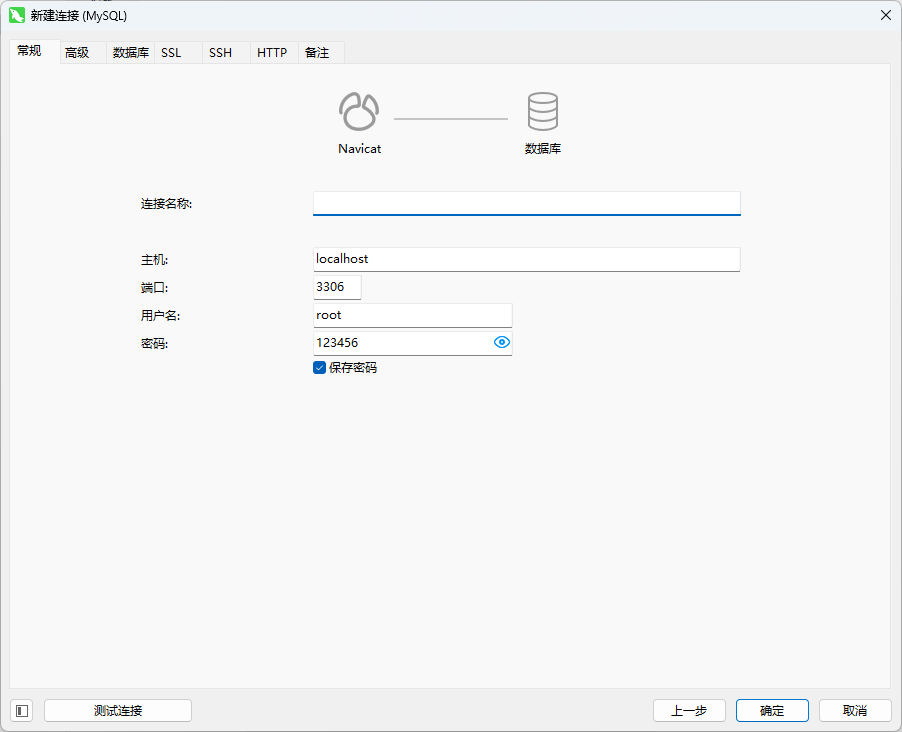 新建连接 (MySQL)
常规 高级 数据库 SSL SSH HTTP 备注
Navicat 数据库
连接名称:
主机: localhost
端口: 3306
用户名: root
密码: 123456
保存密码
测试连接 上一步 确定 取消